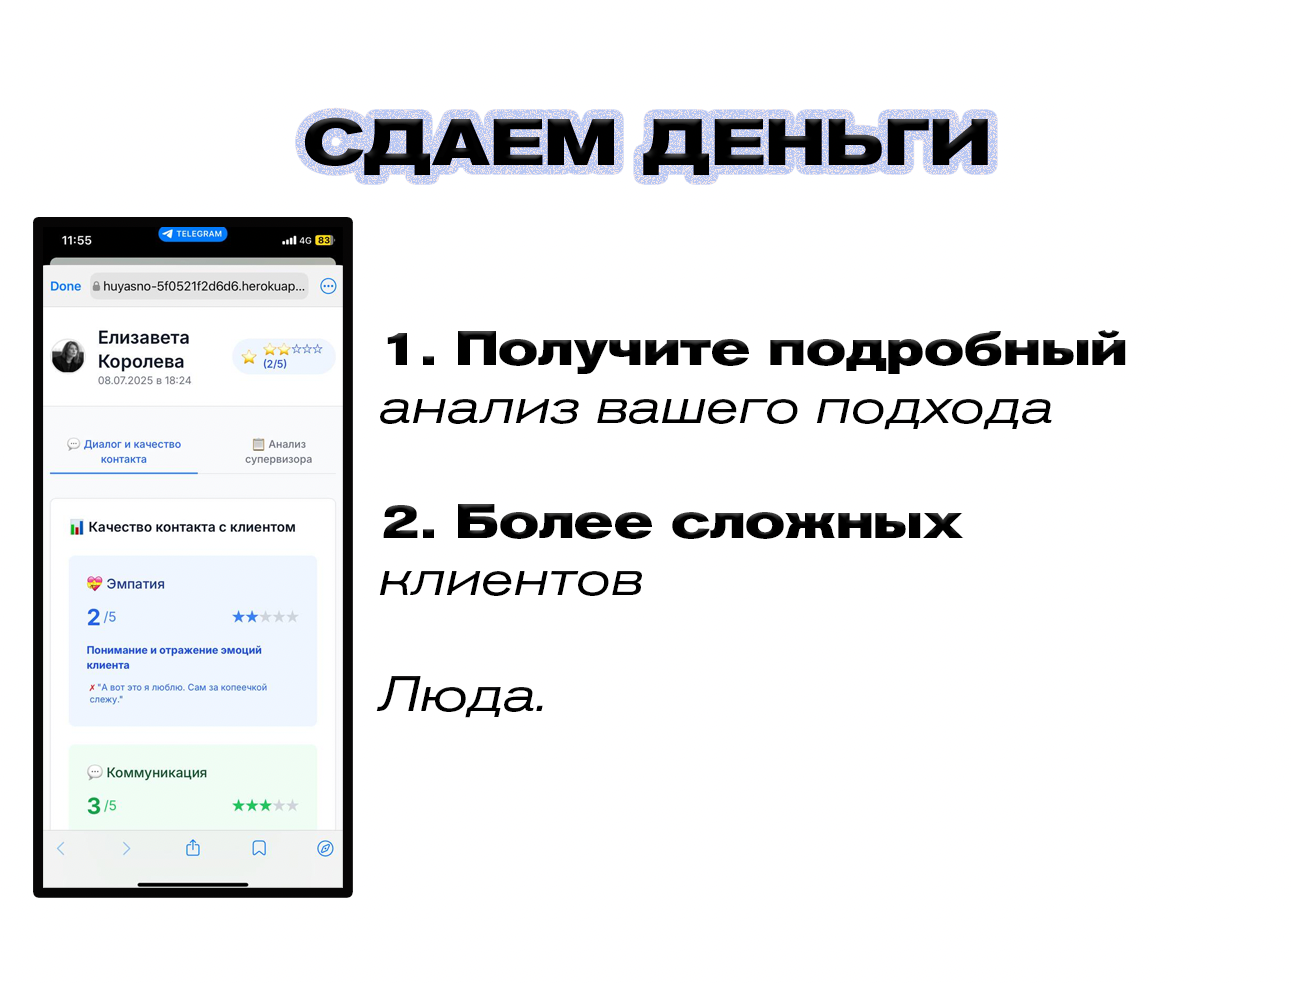 СДАЕМ ДЕНЬГИ
11:55
TELEGRAM
4G 83
Done
huyasno-5f0521f2d6d6.herokuap...
Елизавета
Королева
08.07.2025 в 18:24
(2/5)
Диалог и качество
контакта
Анализ
супервизора
Качество контакта с клиентом
Эмпатия
2 /5
Понимание и отражение эмоций
клиента
✗ "А вот это я люблю. Сам за копеечкой
слежу."
Коммуникация
3 /5
1. Получите подробный
анализ вашего подхода
2. Более сложных
клиентов
Люда.